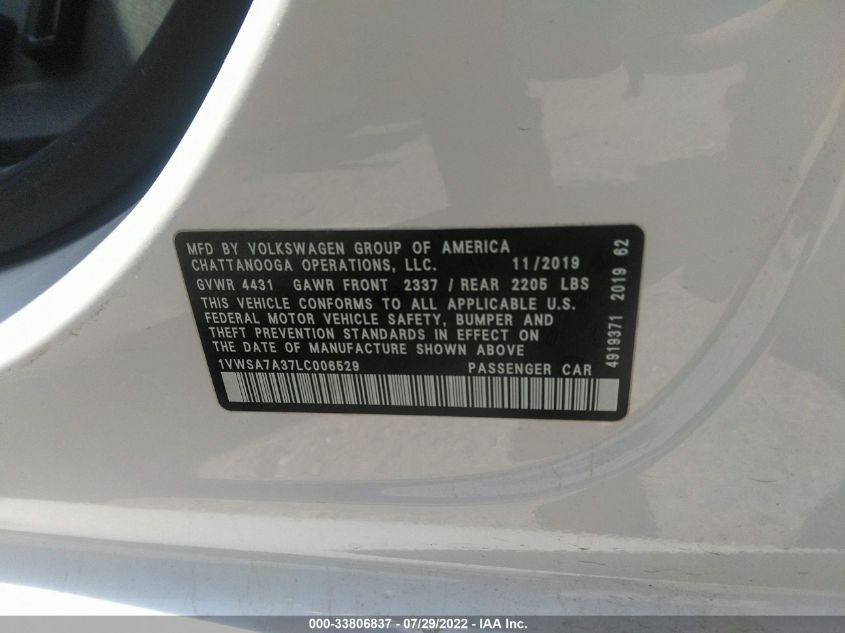 MFD BY VOLKSWAGEN GROUP OF AMERICA
CHATTANOOGA OPERATIONS, LLC. 11/2019
GVWR 4431 GAWR FRONT 2337 / REAR 2205 LBS
THIS VEHICLE CONFORMS TO ALL APPLICABLE U.S.
FEDERAL MOTOR VEHICLE SAFETY, BUMPER AND
THEFT PREVENTION STANDARDS IN EFFECT ON
THE DATE OF MANUFACTURE SHOWN ABOVE.
1VWSA7A37LC006529 PASSENGER CAR
4919371 2019 62
000-33806837 - 07/29/2022 - IAA Inc.